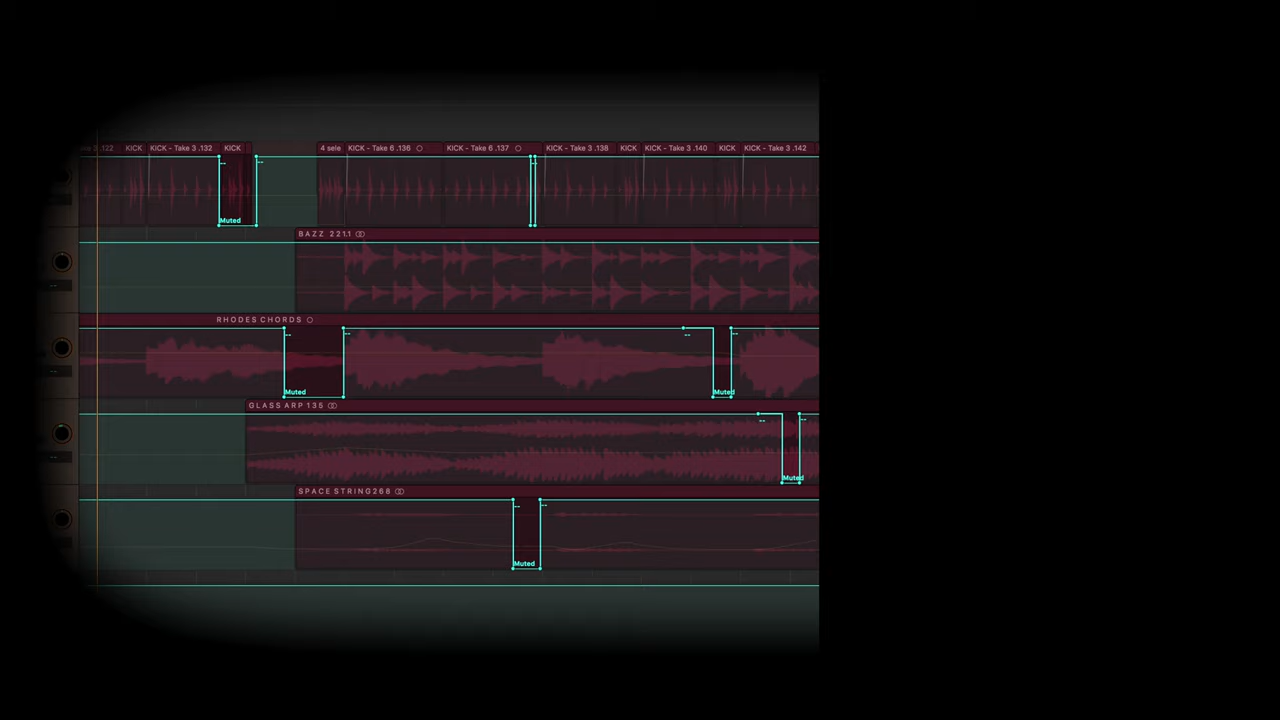 .122 KICK KICK - Take 3 .132 KICK 4 sele KICK - Take 6 .136 KICK - Take 6 .137 KICK - Take 3 .138 KICK KICK - Take 3 .140 KICK KICK - Take 3 .142
Muted
BAZZ 221.1
RHODES CHORDS
Muted Muted
GLASS ARP 135
Muted
SPACE STRING268
Muted